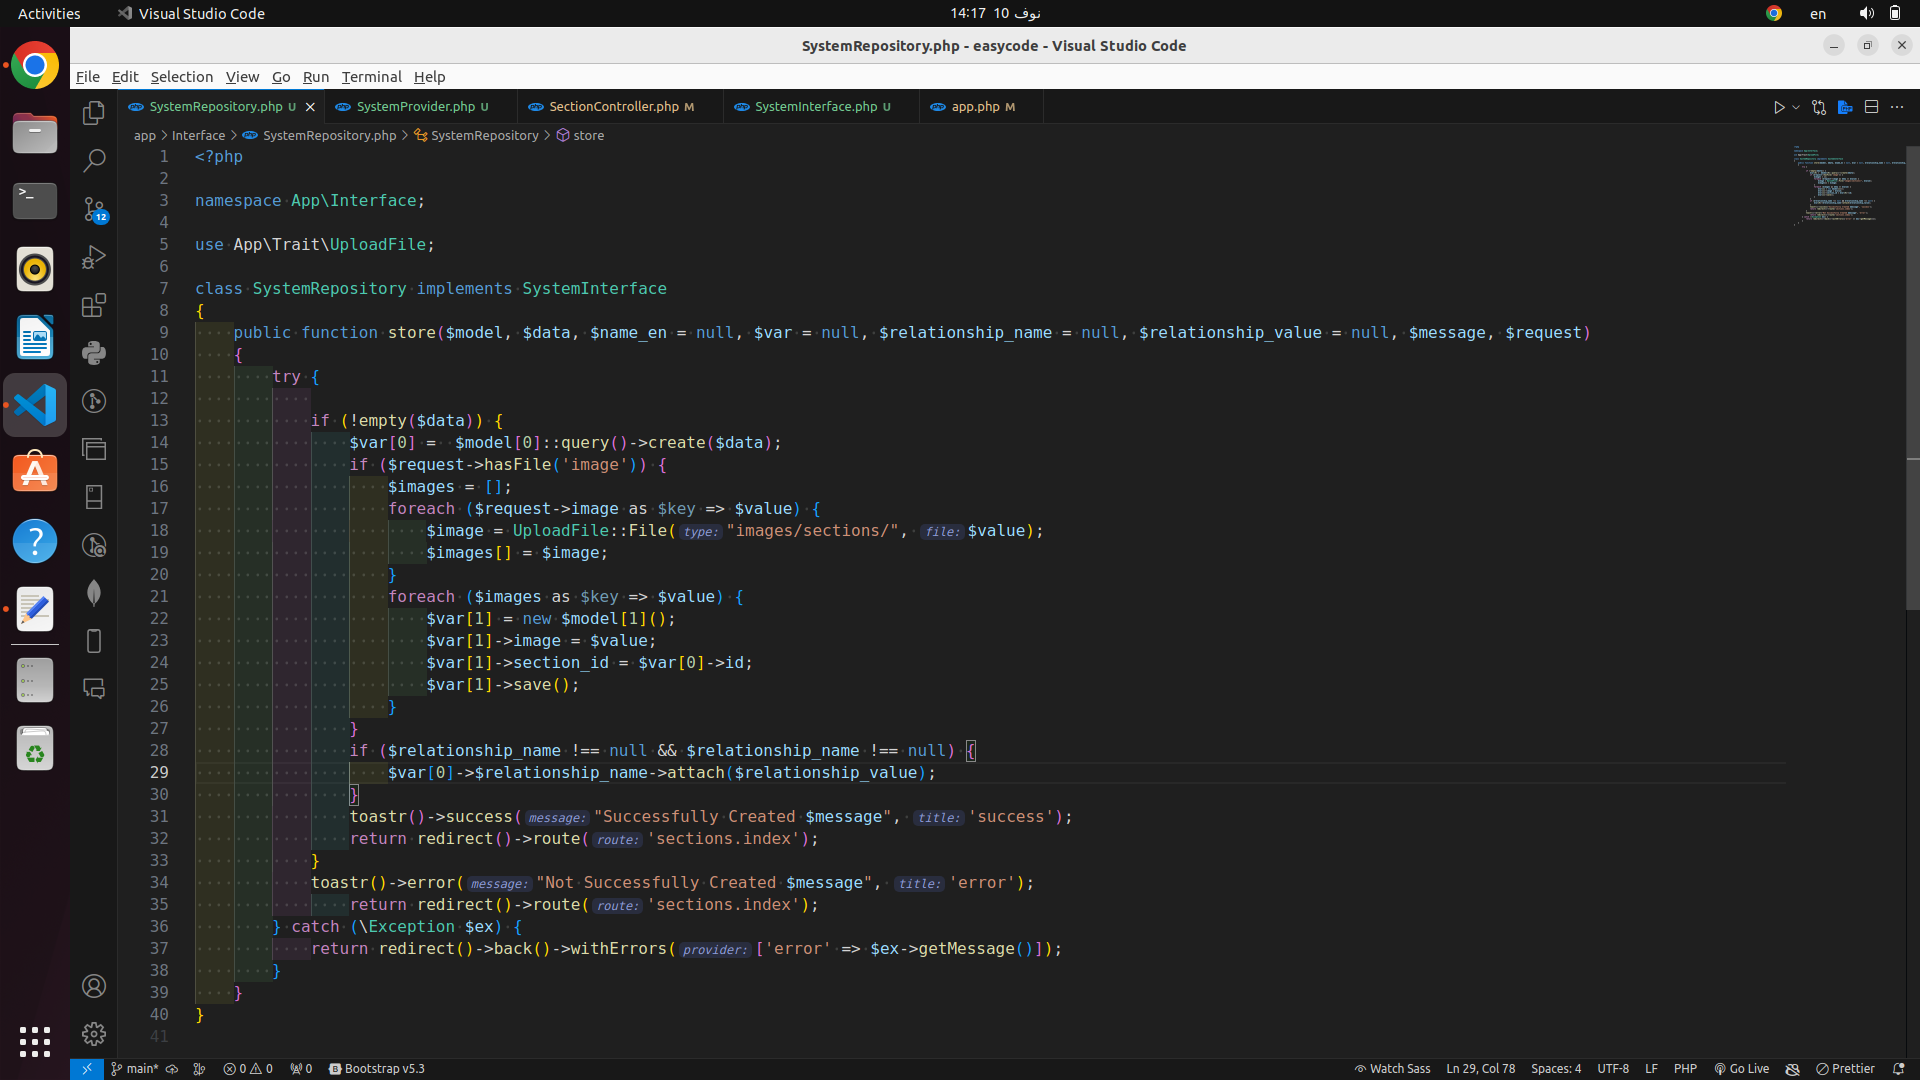 Activities
Visual Studio Code
14:17 10 نوف
en
SystemRepository.php - easycode - Visual Studio Code
File Edit Selection View Go Run Terminal Help
SystemRepository.php U
SystemProvider.php U
SectionController.php M
SystemInterface.php U
app.php M
app > Interface > SystemRepository.php > SystemRepository > store
1 <?php
2
3 namespace App\Interface;
4
5 use App\Trait\UploadFile;
6
7 class SystemRepository implements SystemInterface
8 {
9 public function store($model, $data, $name_en = null, $var = null, $relationship_name = null, $relationship_value = null, $message, $request)
10 {
11 try {
12
13 if (!empty($data)) {
14 $var[0] = $model[0]::query()->create($data);
15 if ($request->hasFile('image')) {
16 $images = [];
17 foreach ($request->image as $key => $value) {
18 $image = UploadFile::File(type: "images/sections/", file: $value);
19 $images[] = $image;
20 }
21 foreach ($images as $key => $value) {
22 $var[1] = new $model[1]();
23 $var[1]->image = $value;
24 $var[1]->section_id = $var[0]->id;
25 $var[1]->save();
26 }
27 }
28 if ($relationship_name !== null && $relationship_name !== null) {
29 $var[0]->$relationship_name->attach($relationship_value);
30 }
31 toastr()->success(message: "Successfully Created $message", title: 'success');
32 return redirect()->route(route: 'sections.index');
33 }
34 toastr()->error(message: "Not Successfully Created $message", title: 'error');
35 return redirect()->route(route: 'sections.index');
36 } catch (\Exception $ex) {
37 return redirect()->back()->withErrors(provider: ['error' => $ex->getMessage()]);
38 }
39 }
40 }
41
12
main* 0 0 0 Bootstrap v5.3
Watch Sass Ln 29, Col 78 Spaces: 4 UTF-8 LF PHP Go Live Prettier